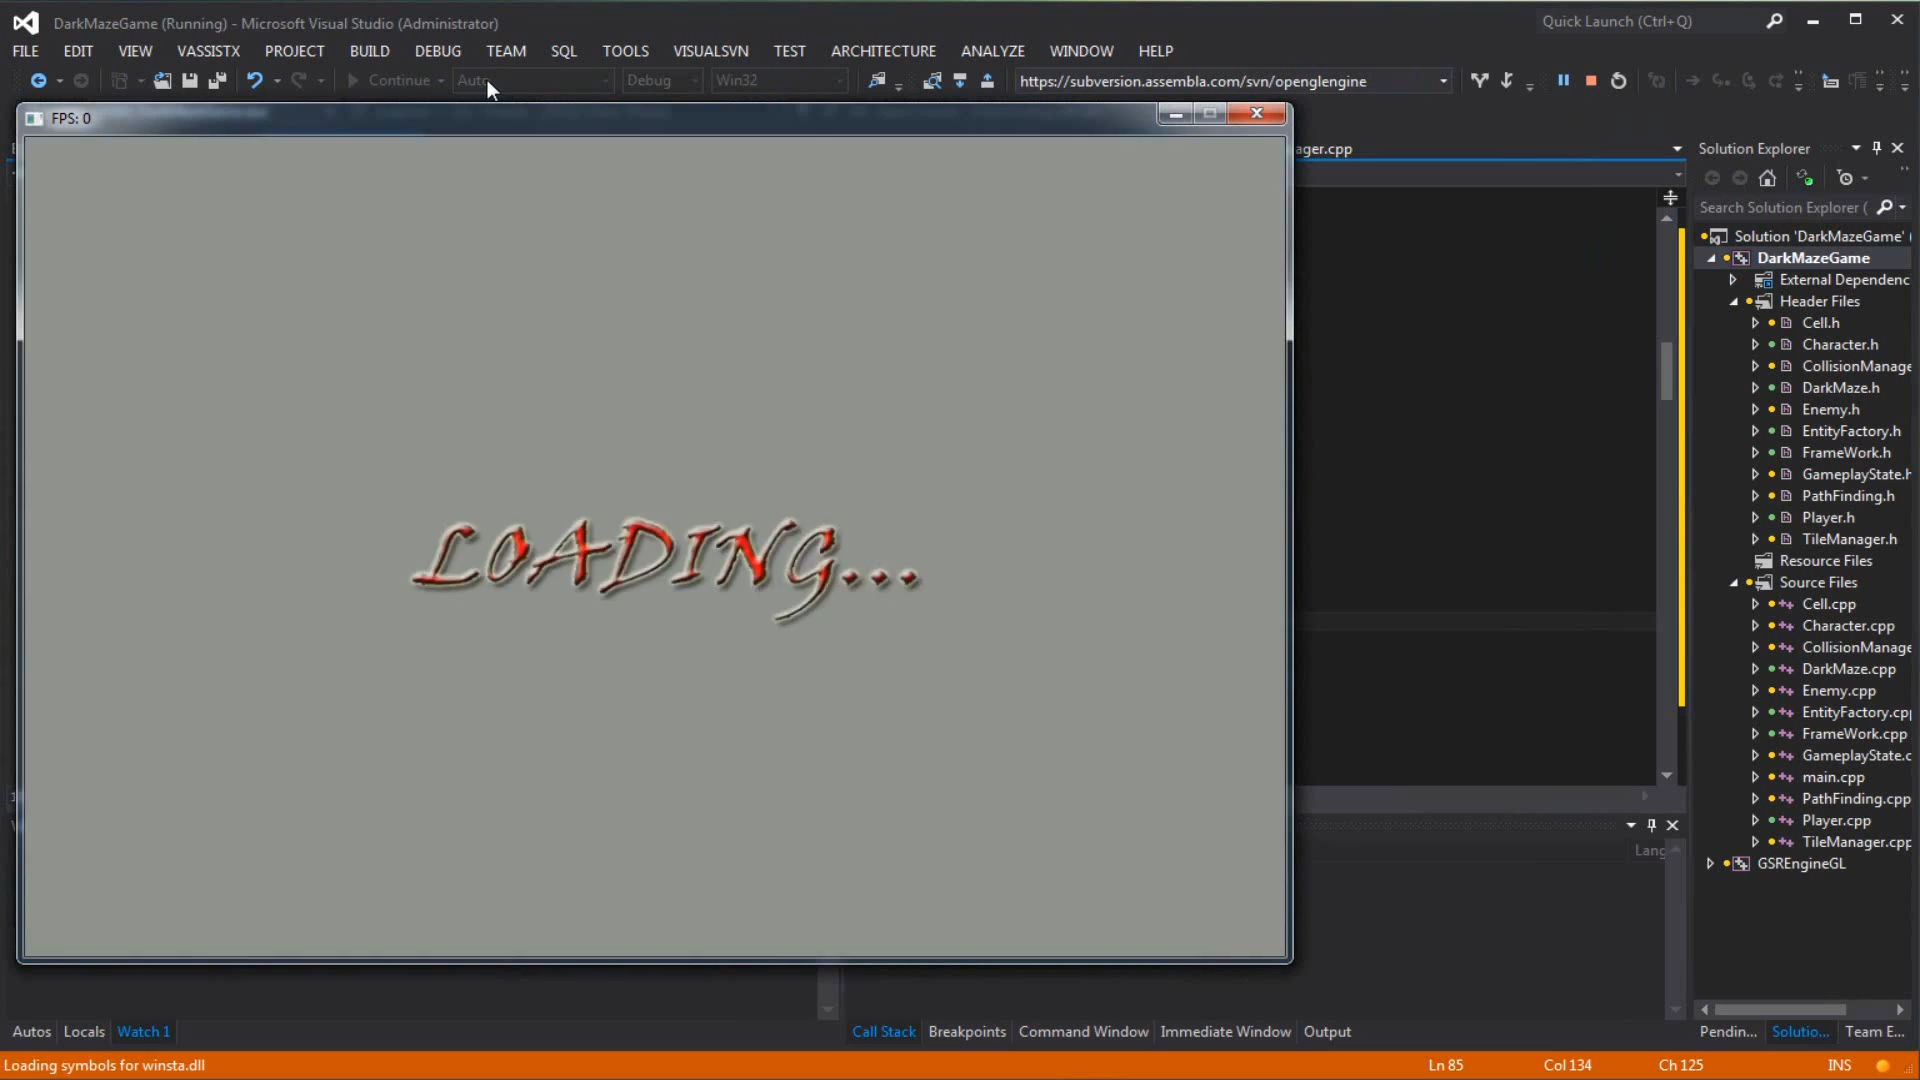 DarkMazeGame (Running) - Microsoft Visual Studio (Administrator)
Quick Launch (Ctrl+Q)
FILE EDIT VIEW VASSISTX PROJECT BUILD DEBUG TEAM SQL TOOLS VISUALSVN TEST ARCHITECTURE ANALYZE WINDOW HELP
Continue Auto Debug Win32 https://subversion.assembla.com/svn/openglengine
FPS: 0
ager.cpp
Solution Explorer
Search Solution Explorer (
Solution 'DarkMazeGame' (
DarkMazeGame
External Dependenc
Header Files
Cell.h
Character.h
CollisionManage
DarkMaze.h
Enemy.h
EntityFactory.h
FrameWork.h
GameplayState.h
PathFinding.h
Player.h
TileManager.h
Resource Files
Source Files
Cell.cpp
Character.cpp
CollisionManage
DarkMaze.cpp
Enemy.cpp
EntityFactory.cpp
FrameWork.cpp
GameplayState.c
main.cpp
PathFinding.cpp
Player.cpp
TileManager.cpp
GSREngineGL
LOADING...
Lang
Autos Locals Watch 1
Call Stack Breakpoints Command Window Immediate Window Output
Pendin... Solutio... Team E...
Loading symbols for winsta.dll
Ln 85 Col 134 Ch 125 INS